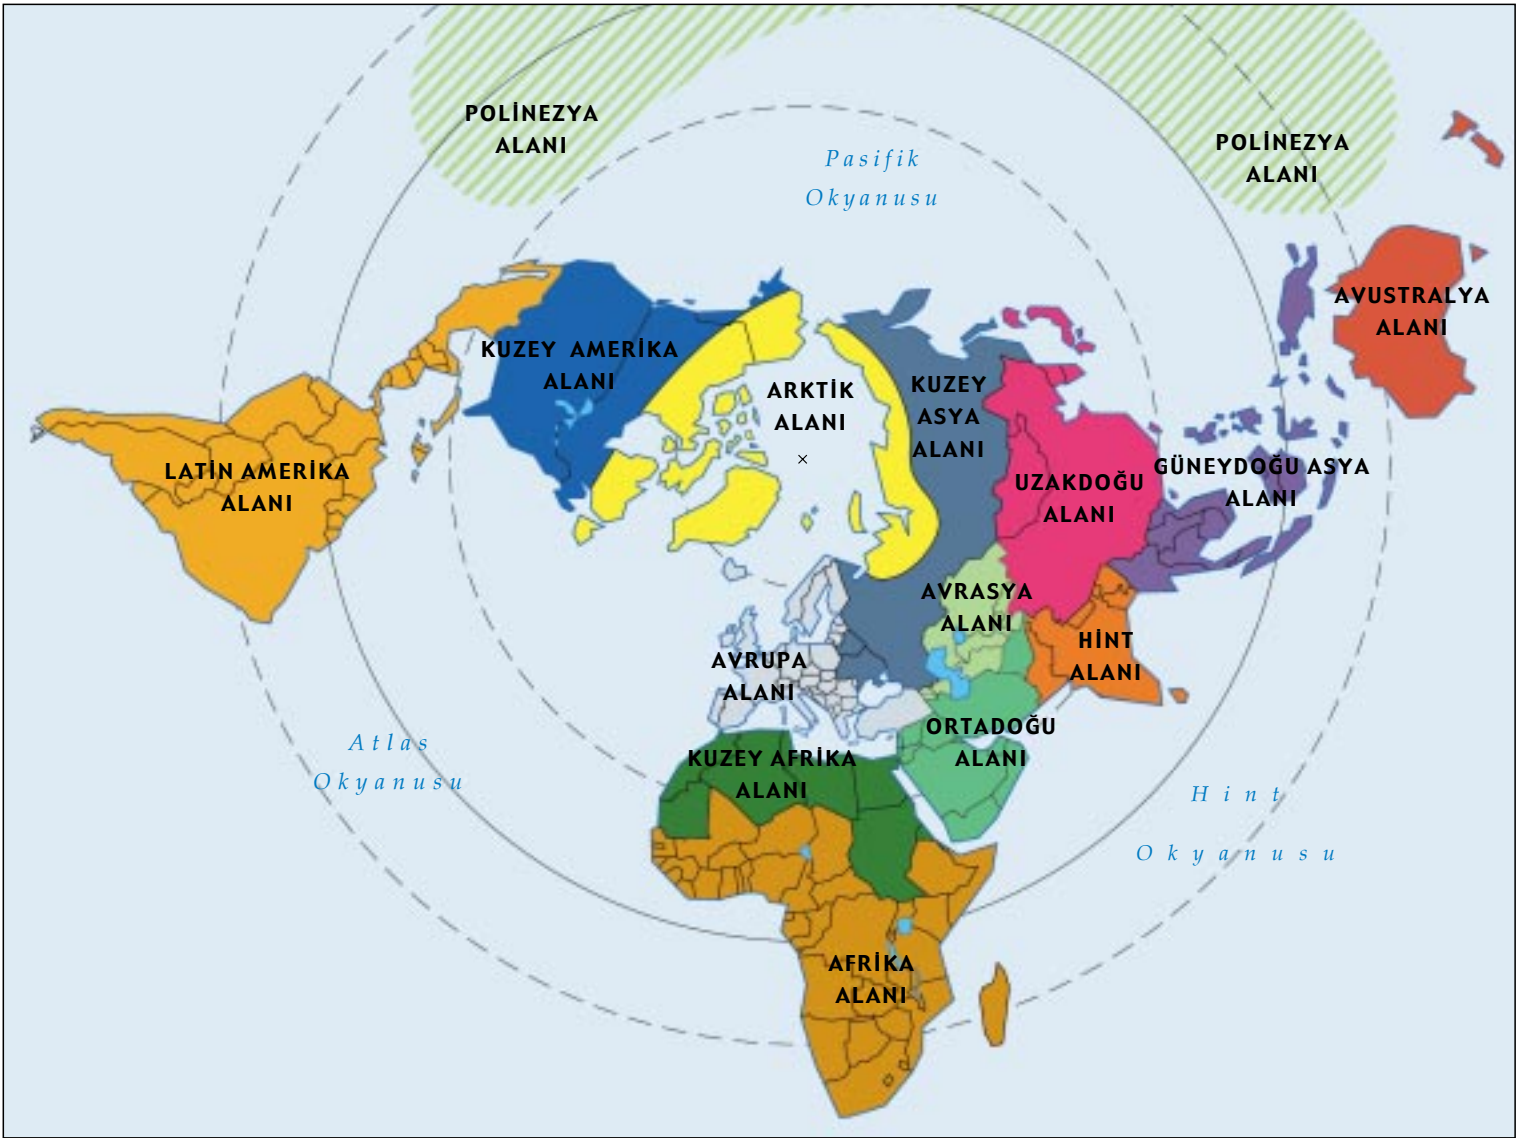 POLİNEZYA
ALANI
Pasifik
Okyanusu
POLİNEZYA
ALANI
AVUSTRALYA
ALANI
KUZEY AMERİKA
ALANI
ARKTİK
ALANI
×
KUZEY
ASYA
ALANI
LATİN AMERİKA
ALANI
UZAKDOĞU
ALANI
GÜNEYDOĞU ASYA
ALANI
AVRASYA
ALANI
HİNT
ALANI
AVRUPA
ALANI
ORTADOĞU
ALANI
Atlas
Okyanusu
KUZEY AFRİKA
ALANI
Hint
Okyanusu
AFRİKA
ALANI